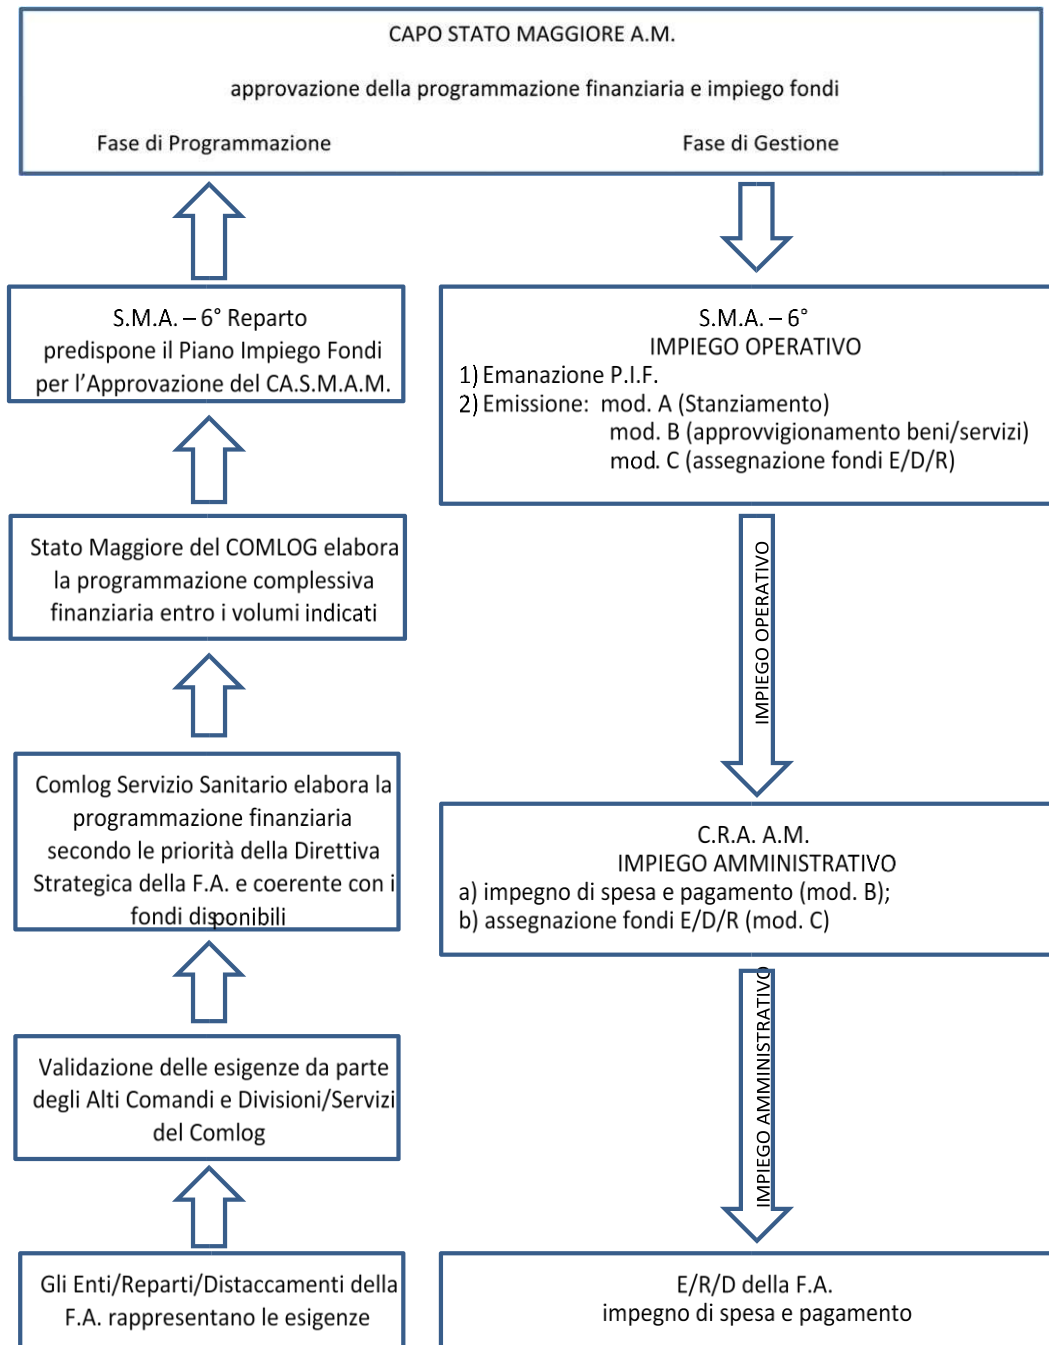 CAPO STATO MAGGIORE A.M.
approvazione della programmazione finanziaria e impiego fondi
Fase di Programmazione
Fase di Gestione
S.M.A. – 6° Reparto
predispone il Piano Impiego Fondi
per l'Approvazione del CA.S.M.A.M.
Stato Maggiore del COMLOG elabora
la programmazione complessiva
finanziaria entro i volumi indicati
Comlog Servizio Sanitario elabora la
programmazione finanziaria
secondo le priorità della Direttiva
Strategica della F.A. e coerente con i
fondi disponibili
Validazione delle esigenze da parte
degli Alti Comandi e Divisioni/Servizi
del Comlog
Gli Enti/Reparti/Distaccamenti della
F.A. rappresentano le esigenze
S.M.A. – 6°
IMPIEGO OPERATIVO
1) Emanazione P.I.F.
2) Emissione: mod. A (Stanziamento)
mod. B (approvvigionamento beni/servizi)
mod. C (assegnazione fondi E/D/R)
IMPIEGO OPERATIVO
C.R.A. A.M.
IMPIEGO AMMINISTRATIVO
a) impegno di spesa e pagamento (mod. B);
b) assegnazione fondi E/D/R (mod. C)
IMPIEGO AMMINISTRATIVO
E/R/D della F.A.
impegno di spesa e pagamento